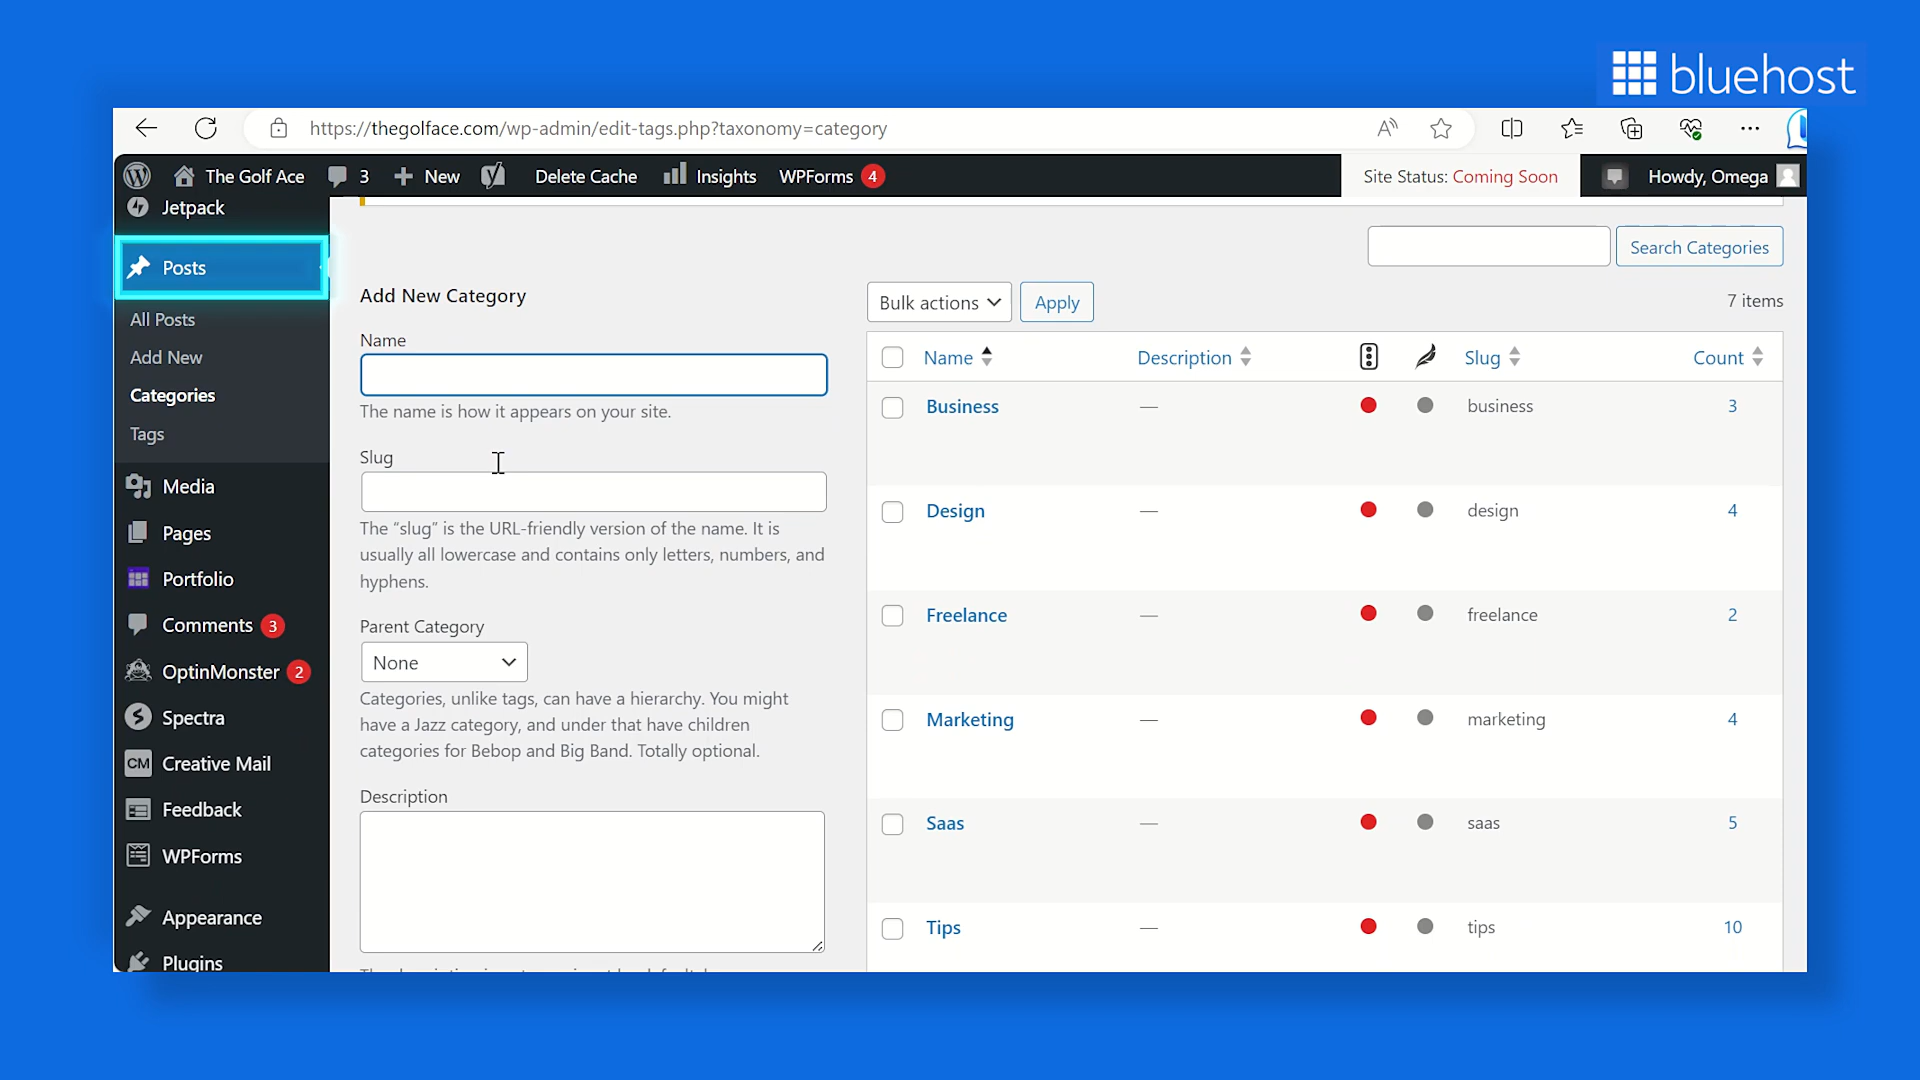 bluehost
https://thegolface.com/wp-admin/edit-tags.php?taxonomy=category
The Golf Ace 3 New Delete Cache Insights WPForms 4 Site Status: Coming Soon Howdy, Omega
Jetpack
Posts
All Posts
Add New
Categories
Tags
Media
Pages
Portfolio
Comments 3
OptinMonster 2
Spectra
CM Creative Mail
Feedback
WPForms
Appearance
Plugins
Add New Category
Name
The name is how it appears on your site.
Slug
The “slug” is the URL-friendly version of the name. It is
usually all lowercase and contains only letters, numbers, and
hyphens.
Parent Category
None
Categories, unlike tags, can have a hierarchy. You might
have a Jazz category, and under that have children
categories for Bebop and Big Band. Totally optional.
Description
Search Categories
Bulk actions Apply 7 items
Name Description Slug Count
Business — business 3
Design — design 4
Freelance — freelance 2
Marketing — marketing 4
Saas — saas 5
Tips — tips 10